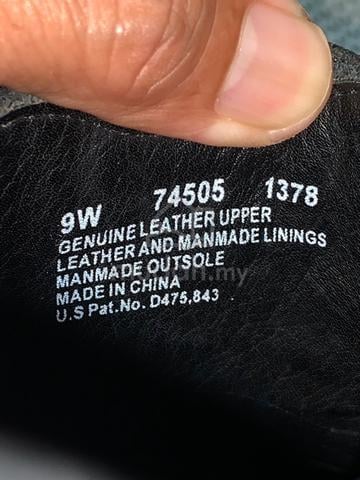 9W 74505 1378
GENUINE LEATHER UPPER
LEATHER AND MANMADE LININGS
MANMADE OUTSOLE
MADE IN CHINA
U.S Pat.No. D475,843